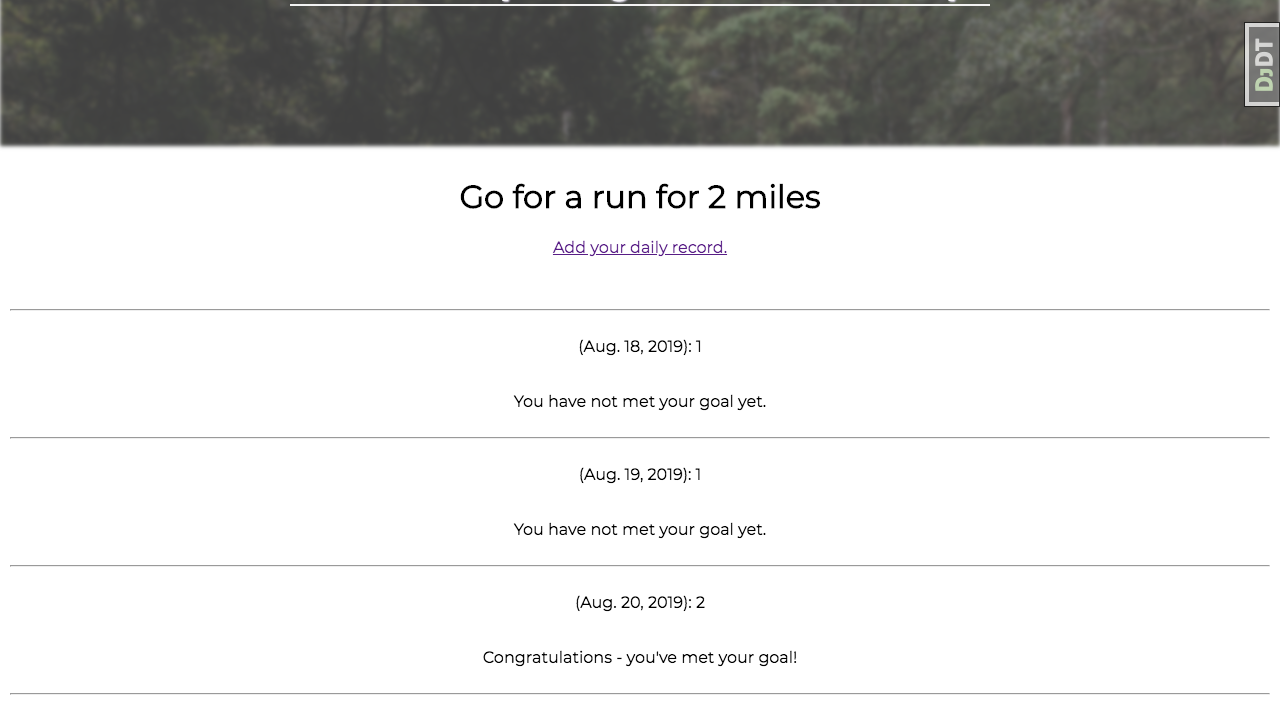 DJDT
Go for a run for 2 miles
Add your daily record.
(Aug. 18, 2019): 1
You have not met your goal yet.
(Aug. 19, 2019): 1
You have not met your goal yet.
(Aug. 20, 2019): 2
Congratulations - you've met your goal!